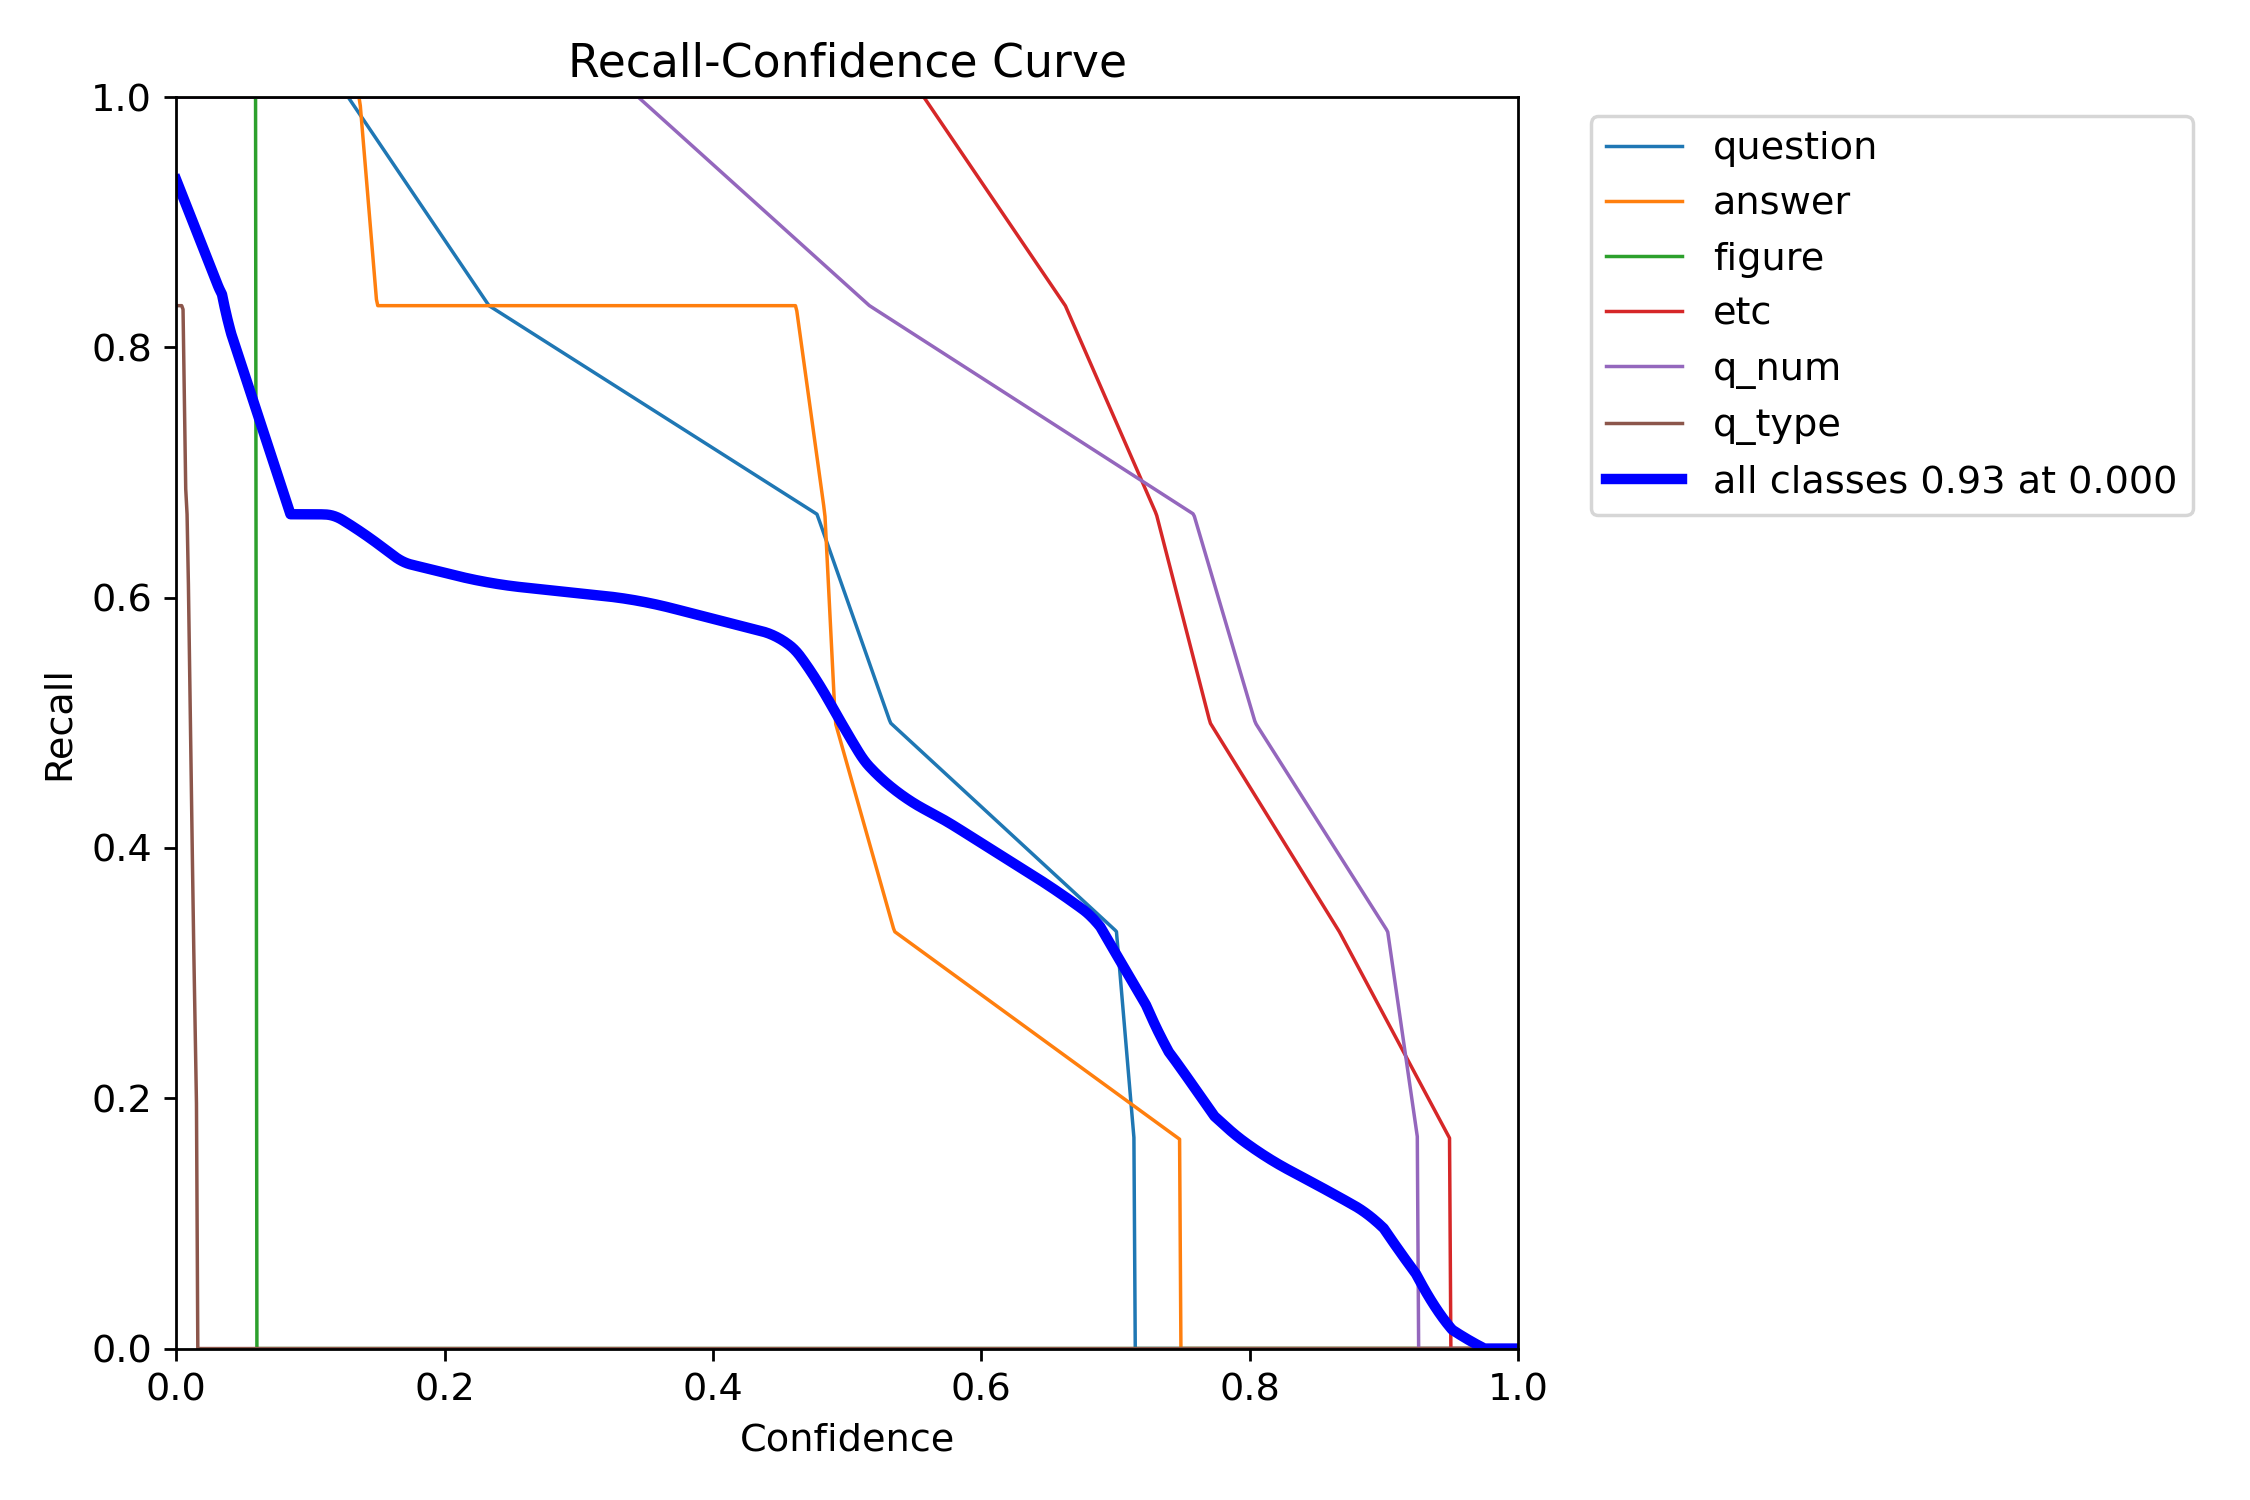 Recall-Confidence Curve
1.0
0.8
0.6
0.4
0.2
0.0
Recall
0.0 0.2 0.4 0.6 0.8 1.0
Confidence
question
answer
figure
etc
q_num
q_type
all classes 0.93 at 0.000